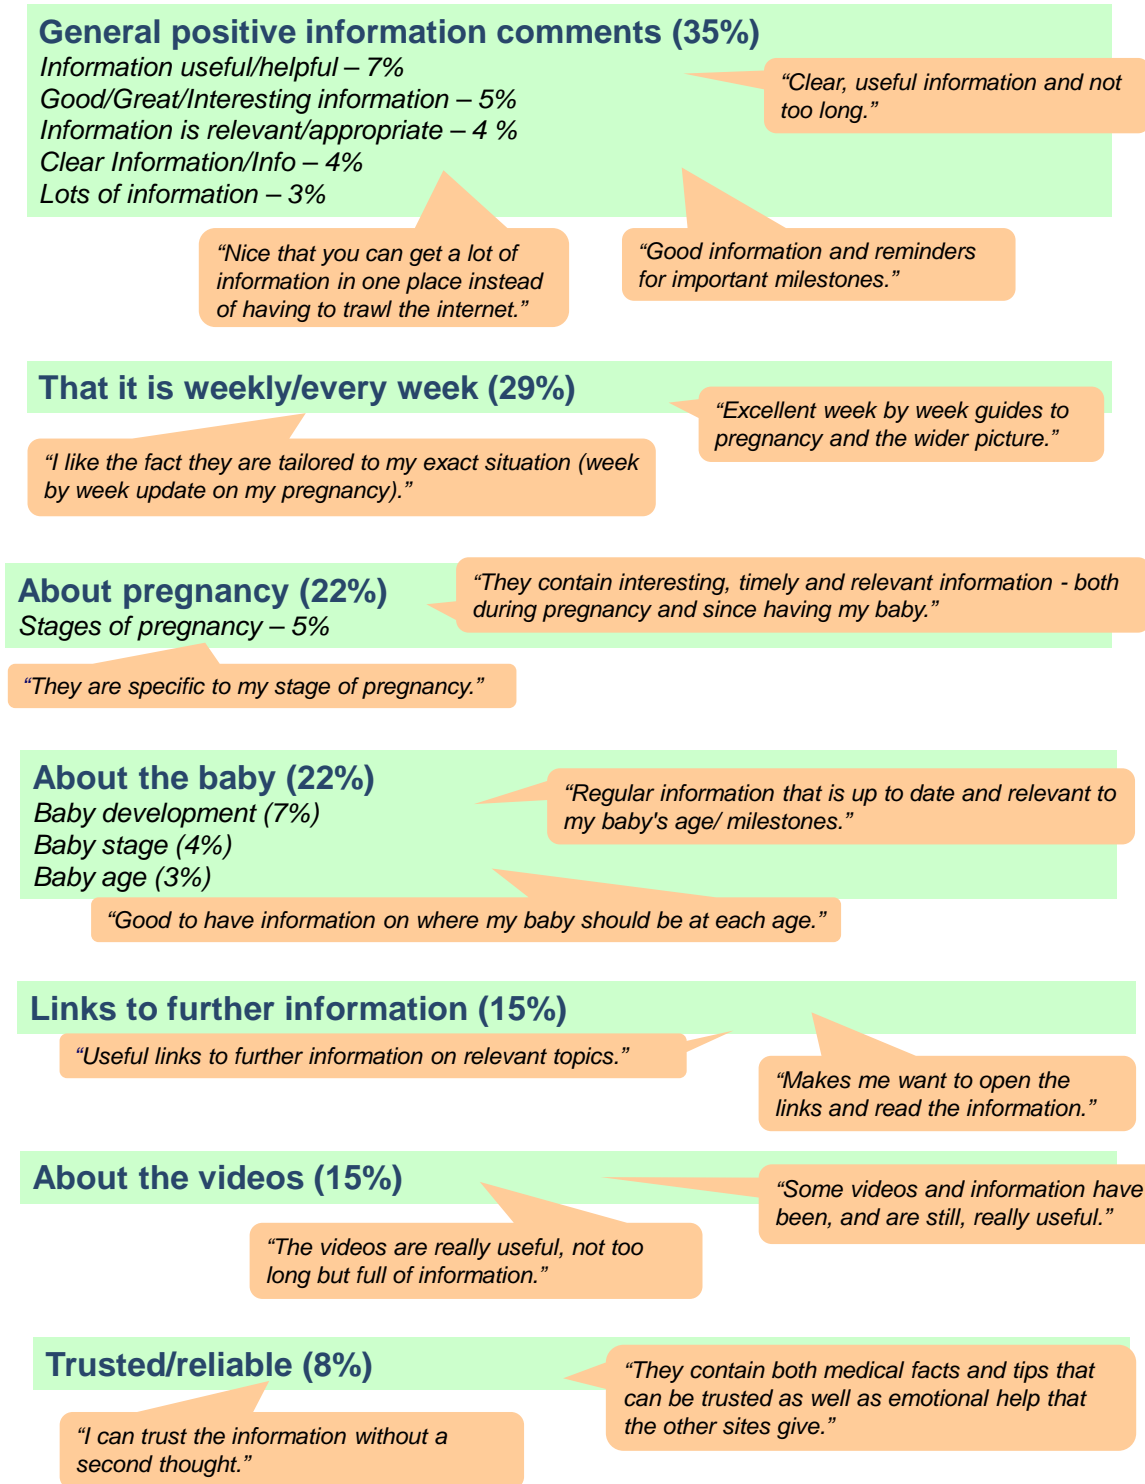 General positive information comments (35%)
Information useful/helpful – 7%
Good/Great/Interesting information – 5%
Information is relevant/appropriate – 4 %
Clear Information/Info – 4%
Lots of information – 3%
“Clear, useful information and not
too long.”
“Nice that you can get a lot of
information in one place instead
of having to trawl the internet.”
“Good information and reminders
for important milestones.”
That it is weekly/every week (29%)
“Excellent week by week guides to
pregnancy and the wider picture.”
“I like the fact they are tailored to my exact situation (week
by week update on my pregnancy).”
About pregnancy (22%)
Stages of pregnancy – 5%
“They contain interesting, timely and relevant information - both
during pregnancy and since having my baby.”
“They are specific to my stage of pregnancy.”
About the baby (22%)
Baby development (7%)
Baby stage (4%)
Baby age (3%)
“Regular information that is up to date and relevant to
my baby's age/ milestones.”
“Good to have information on where my baby should be at each age.”
Links to further information (15%)
“Useful links to further information on relevant topics.”
“Makes me want to open the
links and read the information.”
About the videos (15%)
“Some videos and information have
been, and are still, really useful.”
“The videos are really useful, not too
long but full of information.”
Trusted/reliable (8%)
“They contain both medical facts and tips that
can be trusted as well as emotional help that
the other sites give.”
“I can trust the information without a
second thought.”